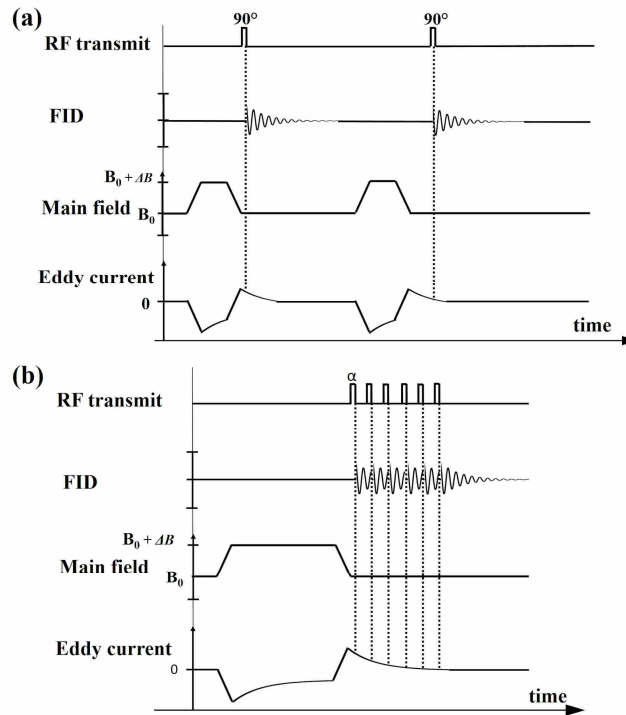 (a)
90°
90°
RF transmit
FID
B₀ + ΔB
Main field
B₀
Eddy current
0
time
(b)
α
RF transmit
FID
B₀ + ΔB
Main field
B₀
Eddy current
0
time